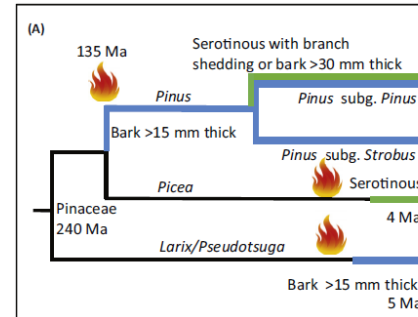 (A)
135 Ma
Serotinous with branch
shedding or bark >30 mm thick
Pinus
Pinus subg. Pinus
Bark >15 mm thick
Pinus subg. Strobus
Serotinous
Picea
4 Ma
Pinaceae
240 Ma
Larix/Pseudotsuga
Bark >15 mm thick
5 Ma